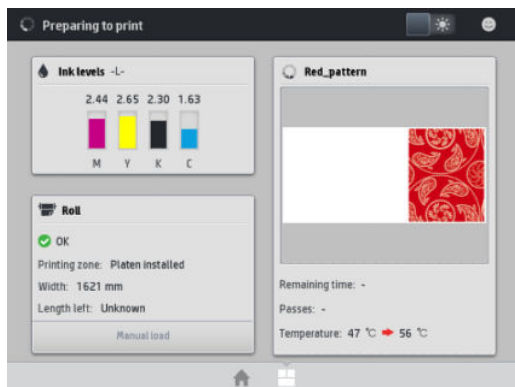 Preparing to print
Ink levels -L-
2.44 2.65 2.30 1.63
M Y K C
Roll
OK
Printing zone: Platen installed
Width: 1621 mm
Length left: Unknown
Manual load
Red_pattern
Remaining time: -
Passes: -
Temperature: 47 °C 56 °C